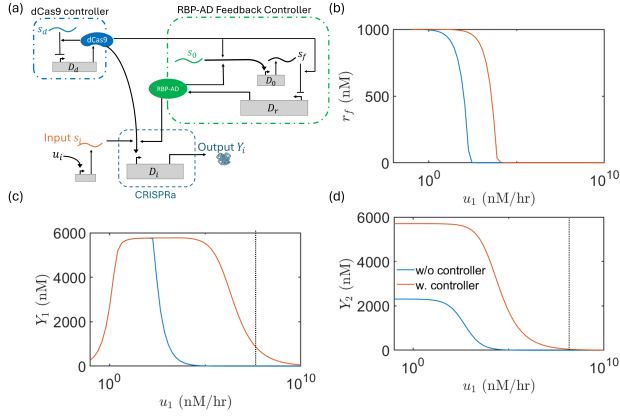 (a)
dCas9 controller
s_d
dCas9
D_d
RBP-AD Feedback Controller
s_0
s_f
D_0
RBP-AD
D_Y
Input s_i
u_i
Output Y_i
D_i
CRISPRa
(b)
r_f (nM)
1000
500
0
10^0
10^10
u_1 (nM/hr)
(c)
Y_1 (nM)
6000
4000
2000
0
10^0
10^10
u_1 (nM/hr)
(d)
Y_2 (nM)
6000
4000
2000
0
w/o controller
w. controller
10^0
10^10
u_1 (nM/hr)